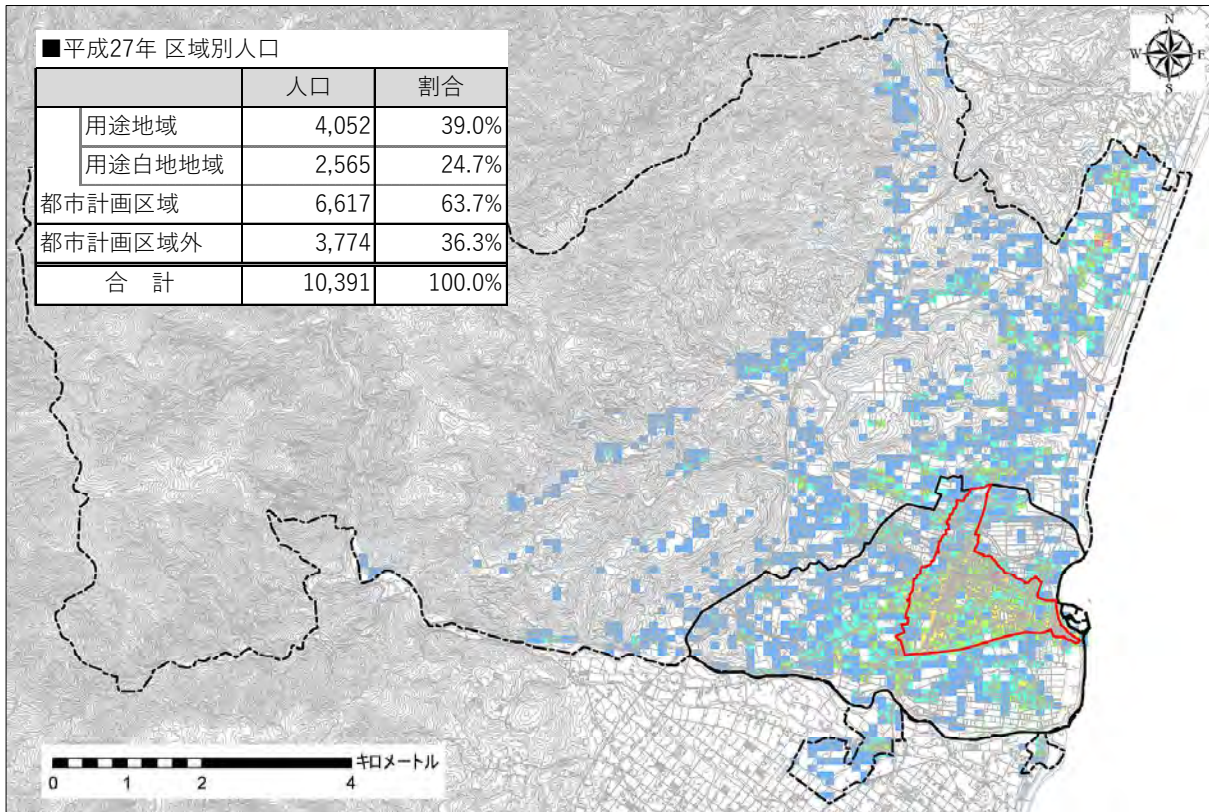 ■平成27年 区域別人口
人口 割合
用途地域 4,052 39.0%
用途白地地域 2,565 24.7%
都市計画区域 6,617 63.7%
都市計画区域外 3,774 36.3%
合　計 10,391 100.0%
N
W E
S
キロメートル
0 1 2 4